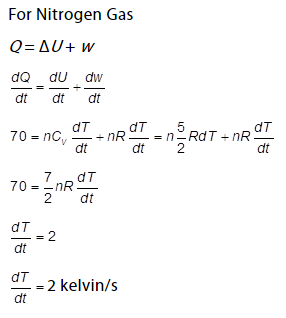 For Nitrogen Gas
Q = ΔU + w
dQ/dt = dU/dt + dw/dt
70 = nCᵥ dT/dt + nR dT/dt = n 5/2 RdT + nR dT/dt
70 = 7/2 nR dT/dt
dT/dt = 2
dT/dt = 2 kelvin/s